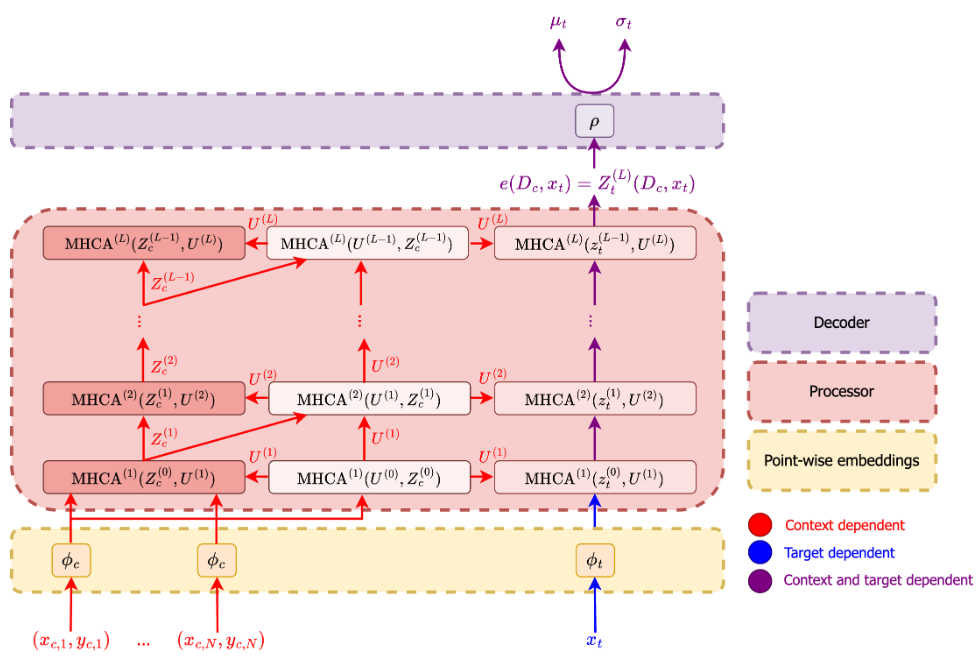 μ_t σ_t
ρ
e(D_c, x_t) = Z_t^{(L)}(D_c, x_t)
U^{(L)} U^{(L)}
MHCA^{(L)}(Z_c^{(L-1)}, U^{(L)}) MHCA^{(L)}(U^{(L-1)}, Z_c^{(L-1)}) MHCA^{(L)}(z_t^{(L-1)}, U^{(L)})
Z_c^{(L-1)}
⋮ ⋮ ⋮
Z_c^{(2)} U^{(2)} U^{(2)} U^{(2)}
MHCA^{(2)}(Z_c^{(1)}, U^{(2)}) MHCA^{(2)}(U^{(1)}, Z_c^{(1)}) MHCA^{(2)}(z_t^{(1)}, U^{(2)})
Z_c^{(1)} U^{(1)} U^{(1)} U^{(1)}
MHCA^{(1)}(Z_c^{(0)}, U^{(1)}) MHCA^{(1)}(U^{(0)}, Z_c^{(0)}) MHCA^{(1)}(z_t^{(0)}, U^{(1)})
ϕ_c ϕ_c ϕ_t
(x_{c,1}, y_{c,1}) ... (x_{c,N}, y_{c,N}) x_t
Decoder
Processor
Point-wise embeddings
Context dependent
Target dependent
Context and target dependent